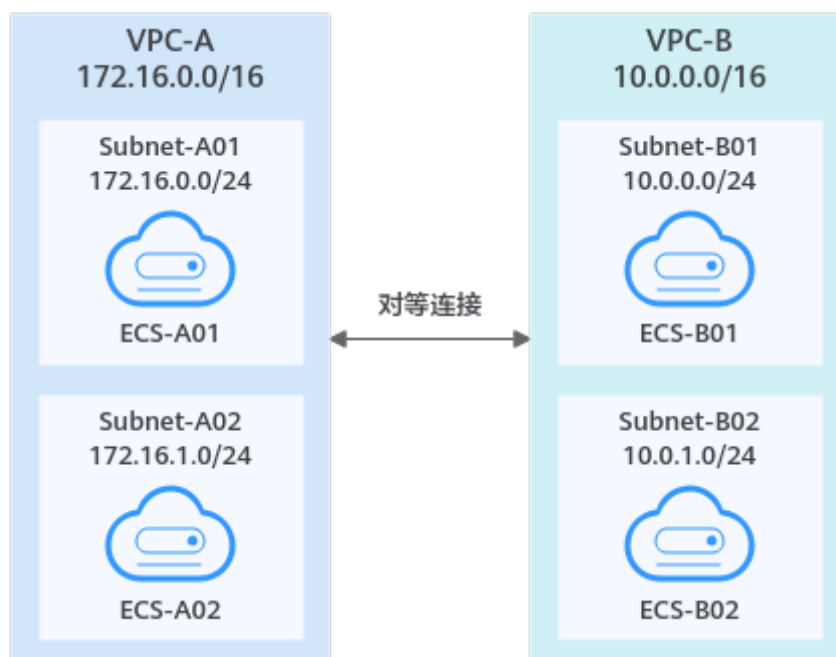 VPC-A
172.16.0.0/16
Subnet-A01
172.16.0.0/24
ECS-A01
Subnet-A02
172.16.1.0/24
ECS-A02
对等连接
VPC-B
10.0.0.0/16
Subnet-B01
10.0.0.0/24
ECS-B01
Subnet-B02
10.0.1.0/24
ECS-B02